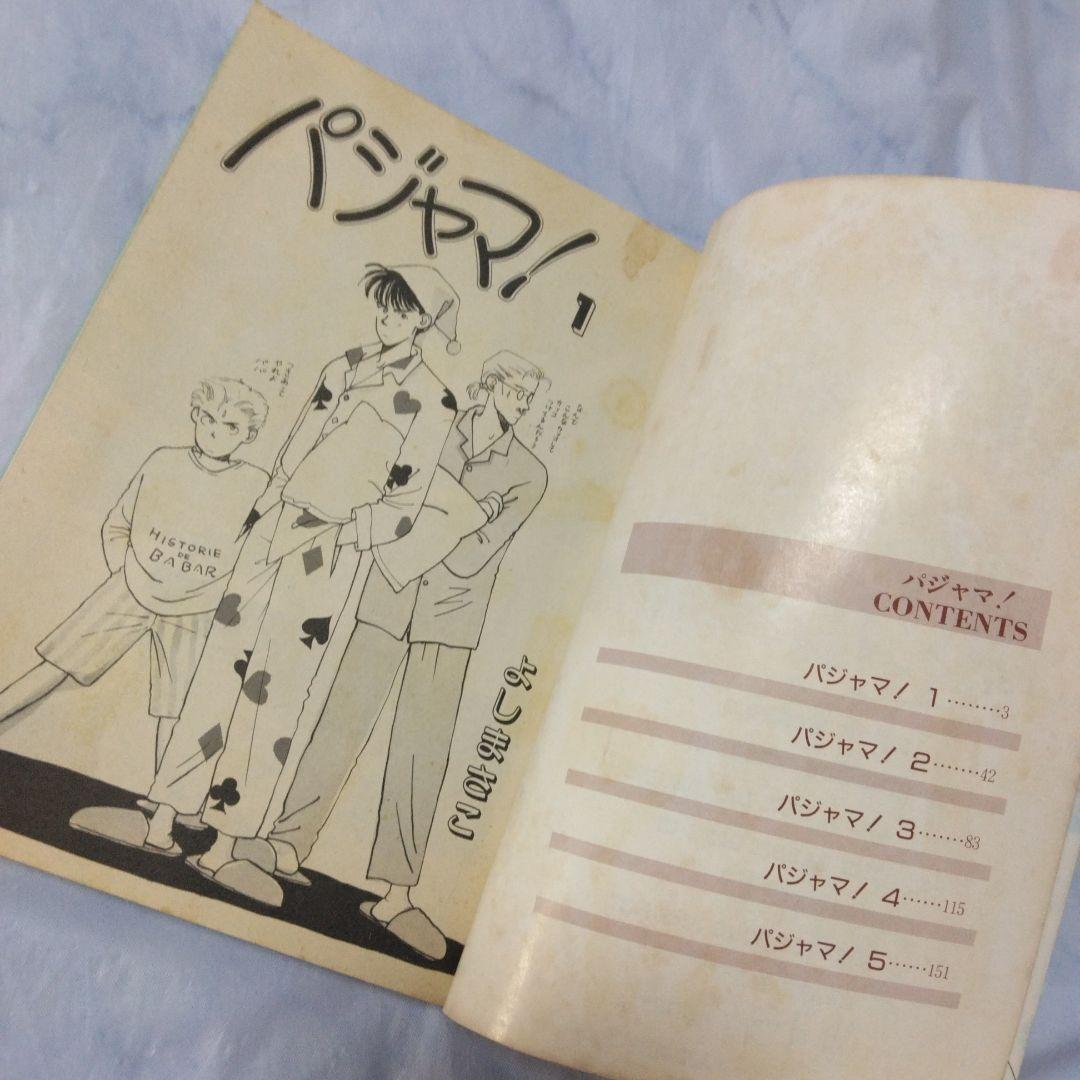 パジャマ!
1
HISTORIE
DE
BABAR
よしまさこ
パジャマ!
CONTENTS
パジャマ! 1………3
パジャマ! 2………42
パジャマ! 3………83
パジャマ! 4………115
パジャマ! 5………151